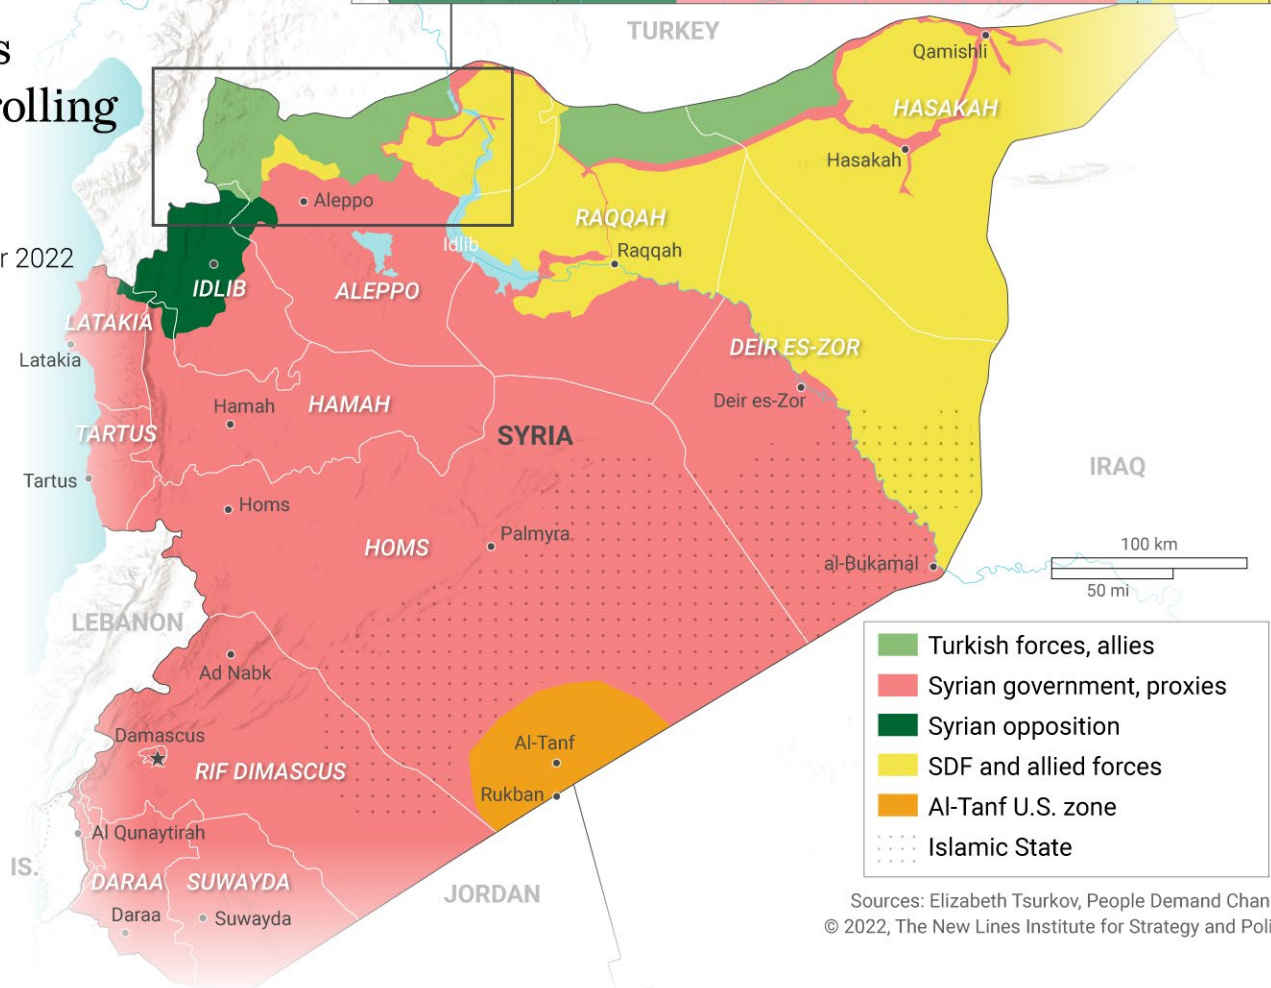 s
rolling
r 2022
TURKEY
Qamishli
HASAKAH
Hasakah
Aleppo
RAQQAH
Idlib
Raqqah
IDLIB
ALEPPO
LATAKIA
Latakia
DEIR ES-ZOR
Deir es-Zor
Hamah
HAMAH
TARTUS
SYRIA
Tartus
IRAQ
Homs
HOMS
Palmyra
al-Bukamal
100 km
50 mi
LEBANON
Ad Nabk
Damascus
RIF DIMASCUS
Al-Tanf
Rukban
Al Qunaytirah
IS.
DARAA
SUWAYDA
Daraa
Suwayda
JORDAN
Turkish forces, allies
Syrian government, proxies
Syrian opposition
SDF and allied forces
Al-Tanf U.S. zone
Islamic State
Sources: Elizabeth Tsurkov, People Demand Chan
© 2022, The New Lines Institute for Strategy and Poli